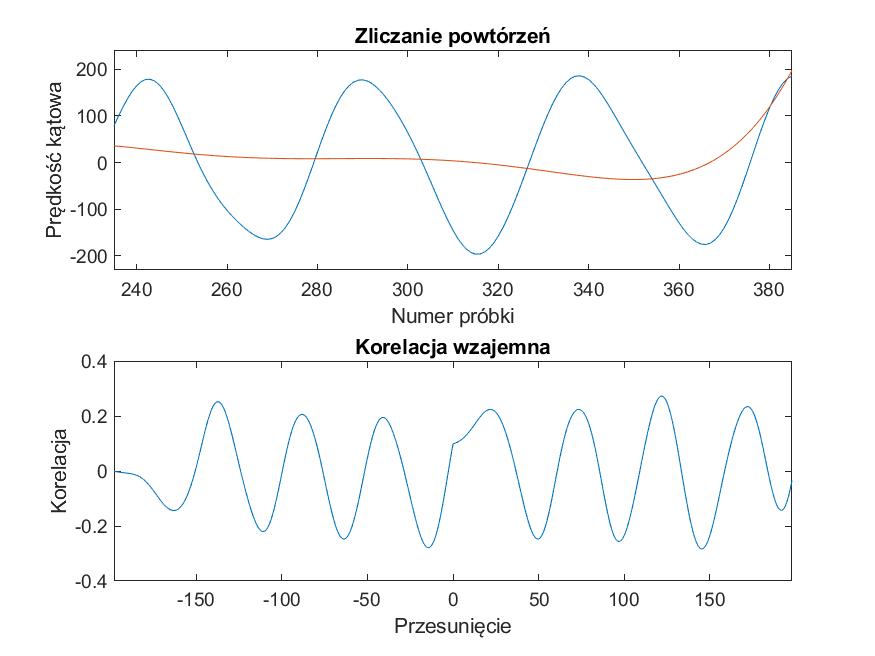 Zliczanie powtórzeń
200
100
0
-100
-200
Prędkość kątowa
240 260 280 300 320 340 360 380
Numer próbki
Korelacja wzajemna
0.4
0.2
0
-0.2
-0.4
Korelacja
-150 -100 -50 0 50 100 150
Przesunięcie